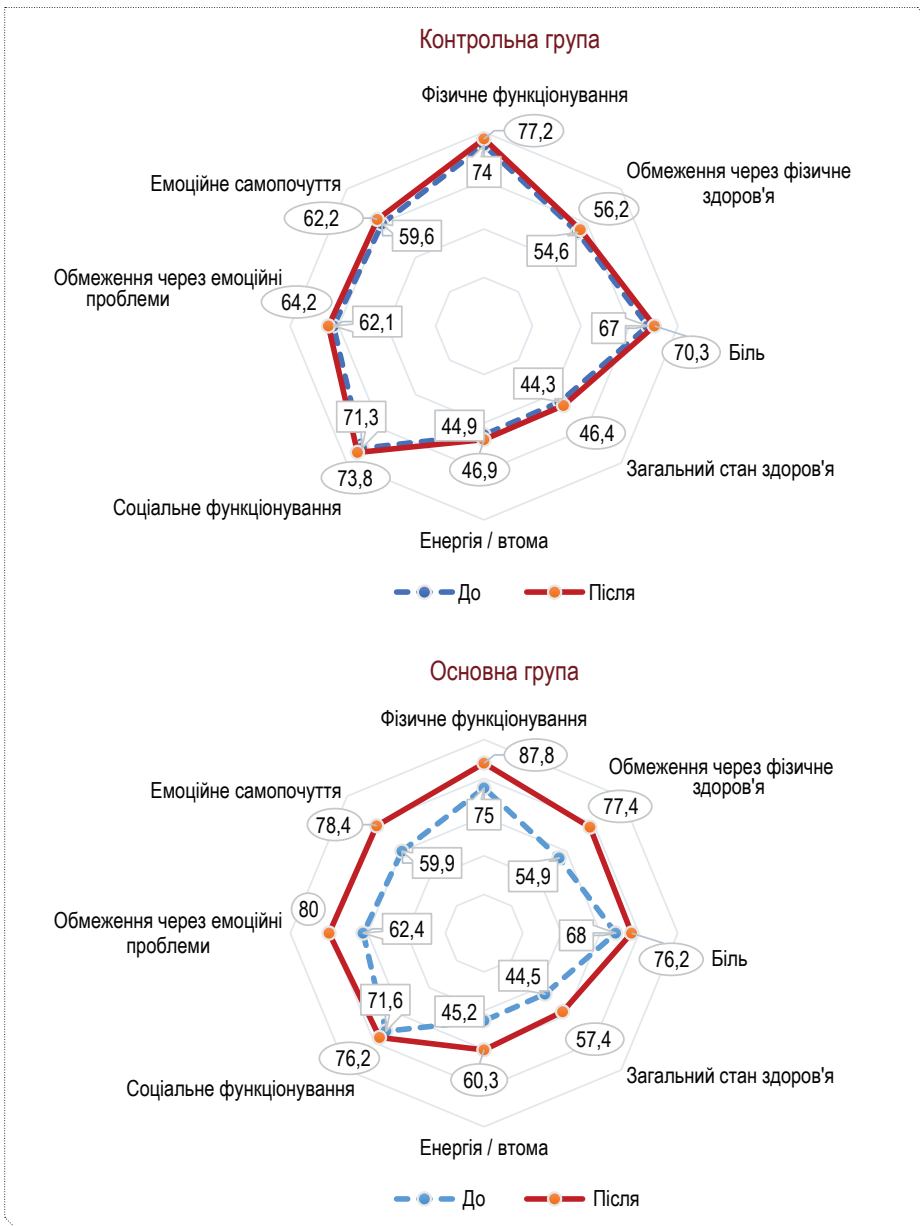 Контрольна група
Фізичне функціонування
77,2
74
Обмеження через фізичне
здоров'я
56,2
54,6
Емоційне самопочуття
62,2
59,6
Обмеження через емоційні
проблеми
64,2
62,1
67
70,3
Біль
44,3
46,4
Загальний стан здоров'я
71,3
73,8
Соціальне функціонування
44,9
46,9
Енергія / втома
До
Після
Основна група
Фізичне функціонування
87,8
75
Обмеження через фізичне
здоров'я
77,4
54,9
Емоційне самопочуття
78,4
59,9
Обмеження через емоційні
проблеми
80
62,4
68
76,2
Біль
44,5
57,4
Загальний стан здоров'я
71,6
76,2
Соціальне функціонування
45,2
60,3
Енергія / втома
До
Після